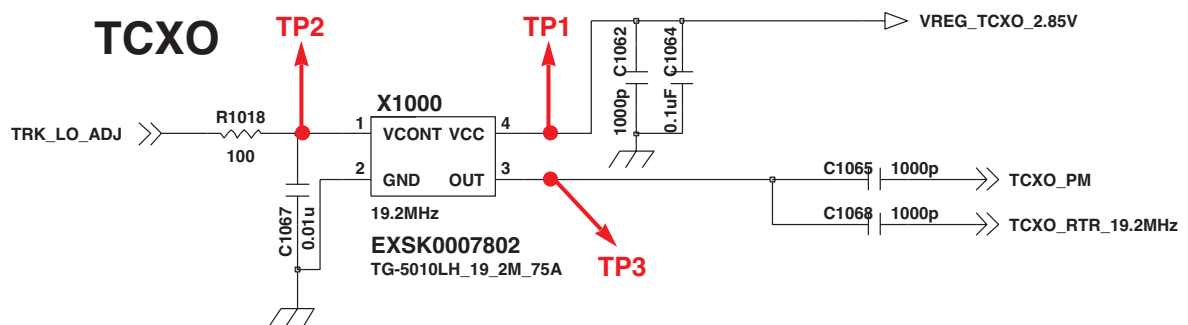 TCXO
TP2
TP1
C1062
1000p
C1064
0.1uF
VREG_TCXO_2.85V
X1000
R1018
100
TRK_LO_ADJ
1
VCONT
VCC
4
2
GND
OUT
3
C1067
0.01u
19.2MHz
EXSK0007802
TG-5010LH_19_2M_75A
TP3
C1065
1000p
TCXO_PM
C1068
1000p
TCXO_RTR_19.2MHz